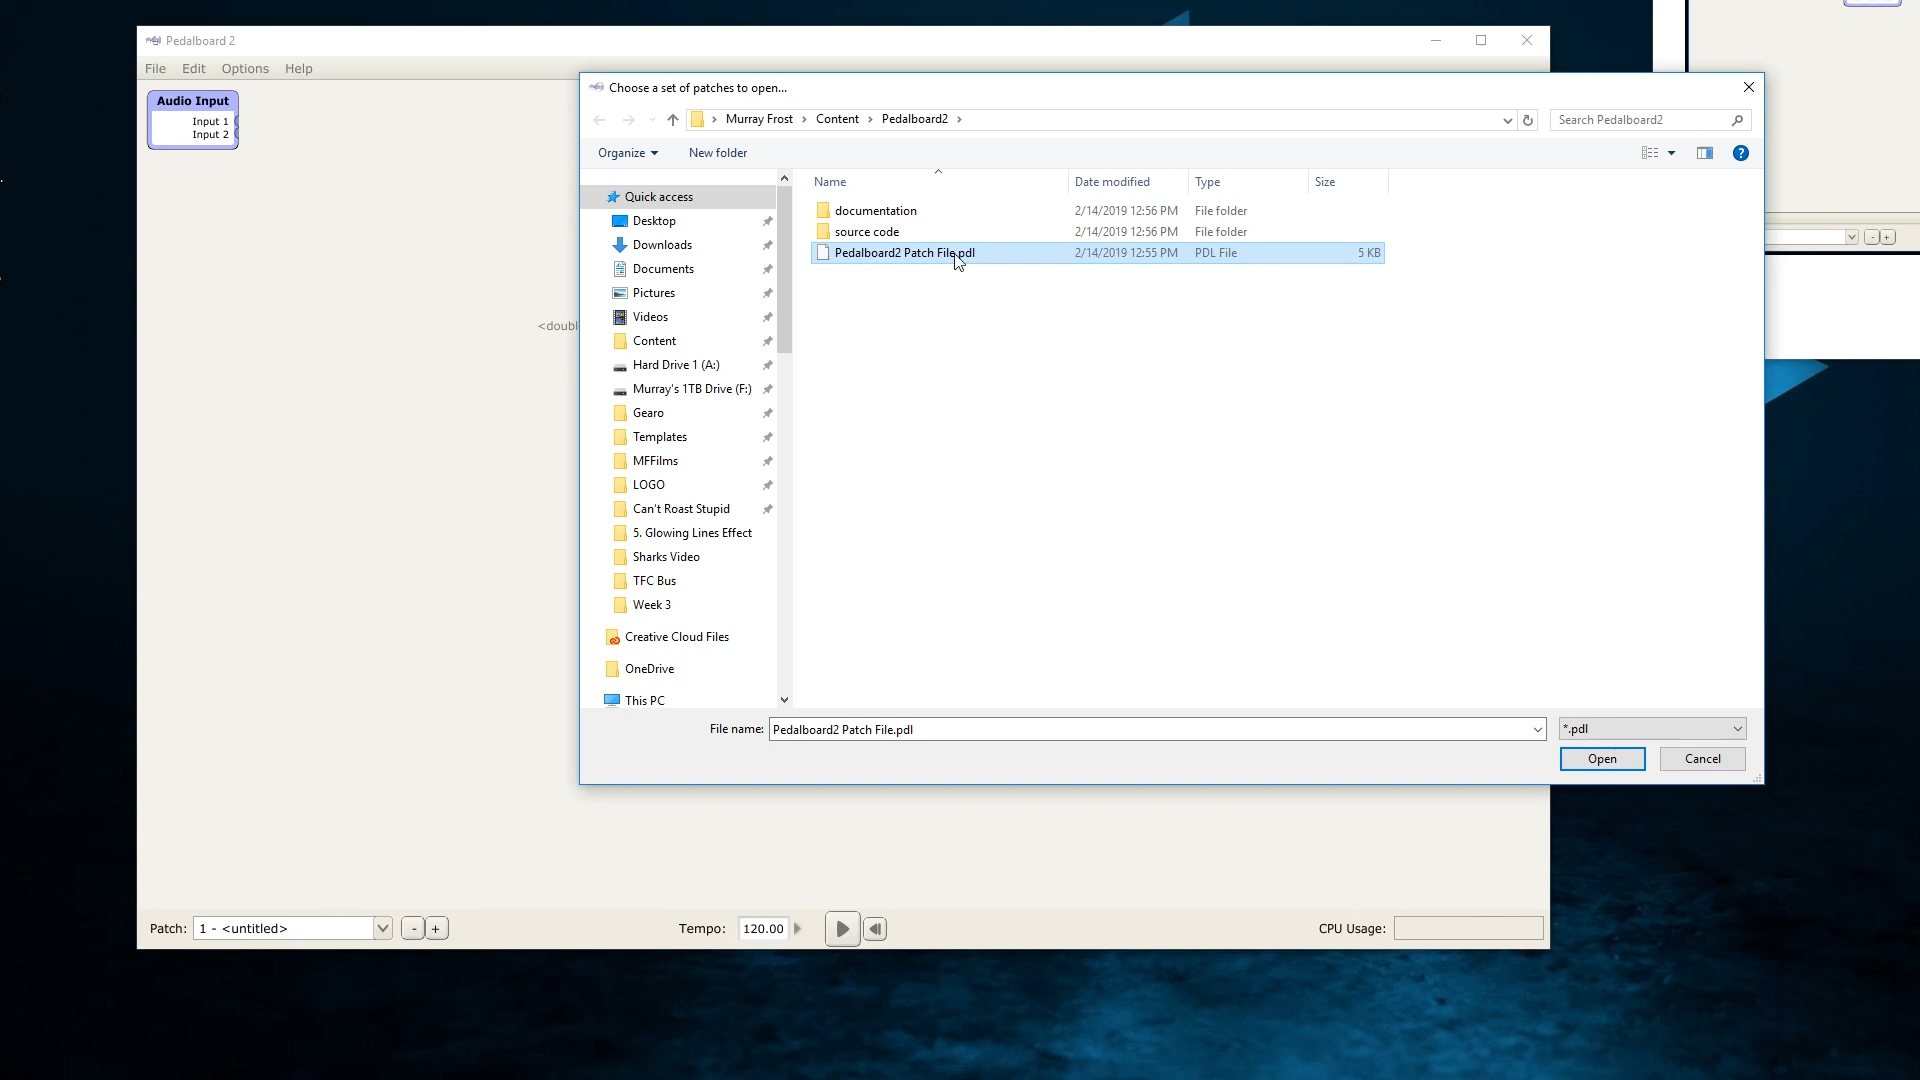 Pedalboard 2
File Edit Options Help
Audio Input
Input 1
Input 2
<doubl
Choose a set of patches to open...
Murray Frost > Content > Pedalboard2 >
Search Pedalboard2
Organize New folder
Name Date modified Type Size
Quick access
Desktop
Downloads
Documents
Pictures
Videos
Content
Hard Drive 1 (A:)
Murray's 1TB Drive (F:)
Gearo
Templates
MFFilms
LOGO
Can't Roast Stupid
5. Glowing Lines Effect
Sharks Video
TFC Bus
Week 3
Creative Cloud Files
OneDrive
This PC
documentation 2/14/2019 12:56 PM File folder
source code 2/14/2019 12:56 PM File folder
Pedalboard2 Patch File.pdl 2/14/2019 12:55 PM PDL File 5 KB
File name: Pedalboard2 Patch File.pdl *.pdl
Open Cancel
Patch: 1 - <untitled> - + Tempo: 120.00 CPU Usage:
- +